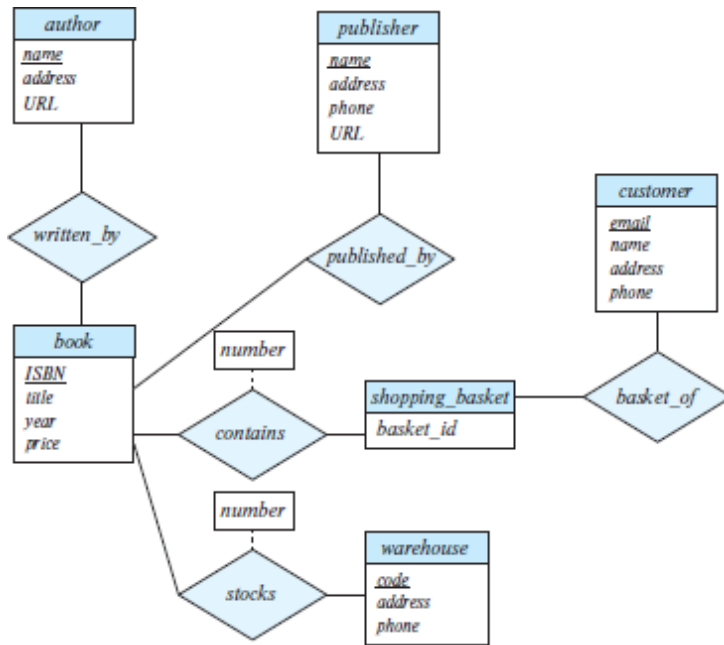 author
name
address
URL
publisher
name
address
phone
URL
customer
email
name
address
phone
written_by
published_by
book
ISBN
title
year
price
number
contains
shopping_basket
basket_id
basket_of
number
stocks
warehouse
code
address
phone